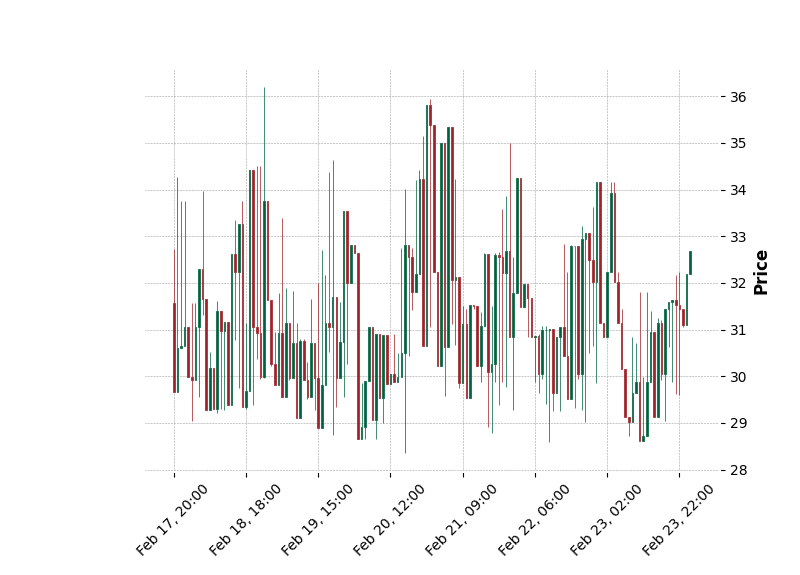 36
35
34
33
32
31
30
29
28
Price
Feb 17, 20:00
Feb 18, 18:00
Feb 19, 15:00
Feb 20, 12:00
Feb 21, 09:00
Feb 22, 06:00
Feb 23, 02:00
Feb 23, 22:00